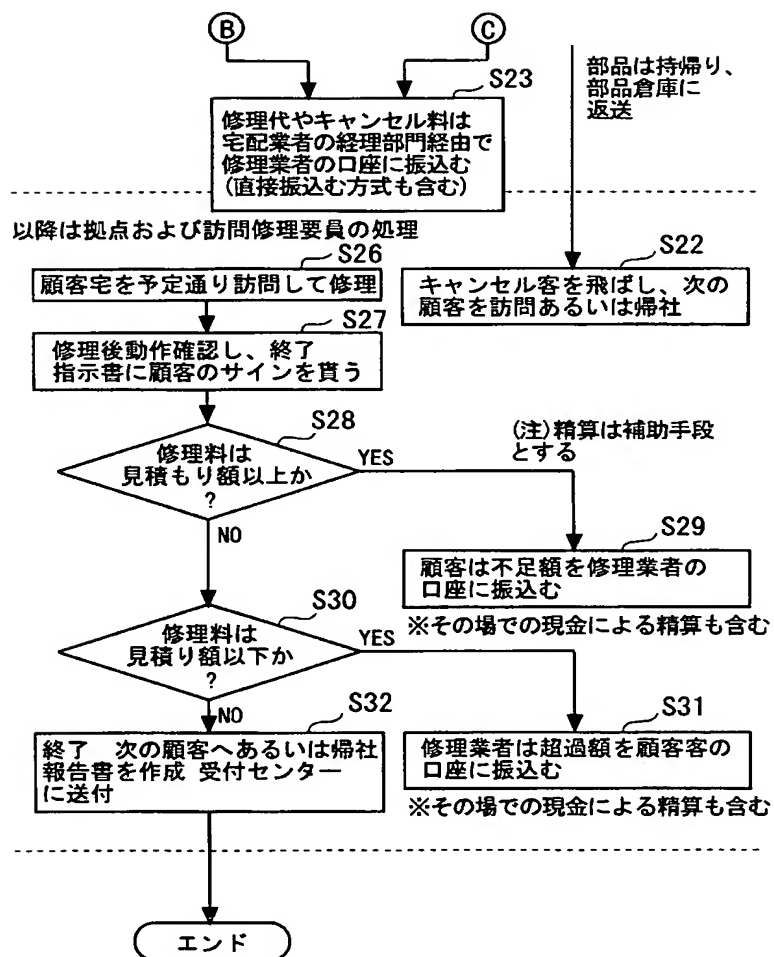 B
C
部品は持帰り、
部品倉庫に
返送
S23
修理代やキャンセル料は
宅配業者の経理部門経由で
修理業者の口座に振込む
(直接振込む方式も含む)
以降は拠点および訪問修理要員の処理
S26
顧客宅を予定通り訪問して修理
S22
キャンセル客を飛ばし、次の
顧客を訪問あるいは帰社
S27
修理後動作確認し、終了
指示書に顧客のサインを貰う
S28
修理料は
見積もり額以上か
?
YES
NO
(注)精算は補助手段
とする
S29
顧客は不足額を修理業者の
口座に振込む
※その場での現金による精算も含む
S30
修理料は
見積り額以下か
?
YES
NO
S31
修理業者は超過額を顧客客の
口座に振込む
※その場での現金による精算も含む
S32
終了 次の顧客へあるいは帰社
報告書を作成 受付センター
に送付
エンド